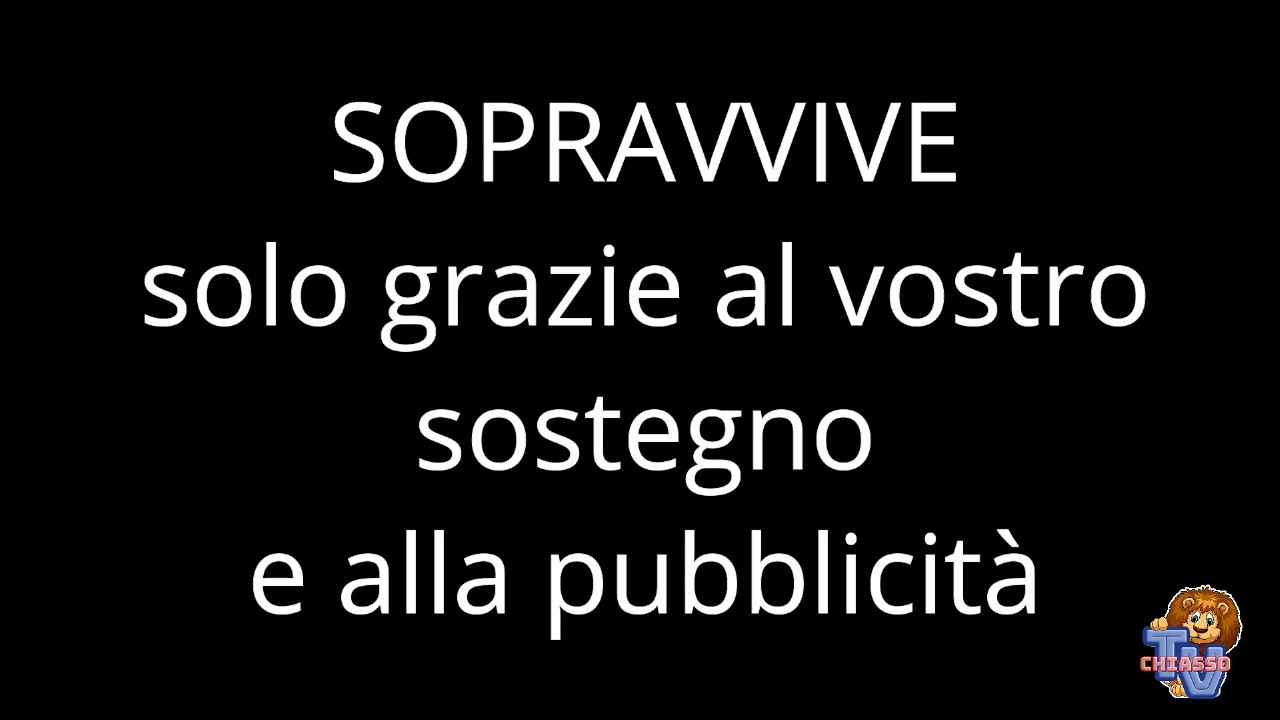 SOPRAVVIVE
solo grazie al vostro
sostegno
e alla pubblicità
TV
CHIASSO